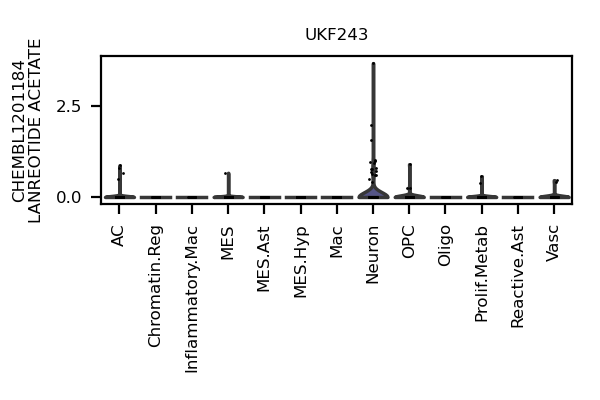 UKF243
CHEMBL1201184
LANREOTIDE ACETATE
2.5
0.0
AC
Chromatin.Reg
Inflammatory.Mac
MES
MES.Ast
MES.Hyp
Mac
Neuron
OPC
Oligo
Prolif.Metab
Reactive.Ast
Vasc